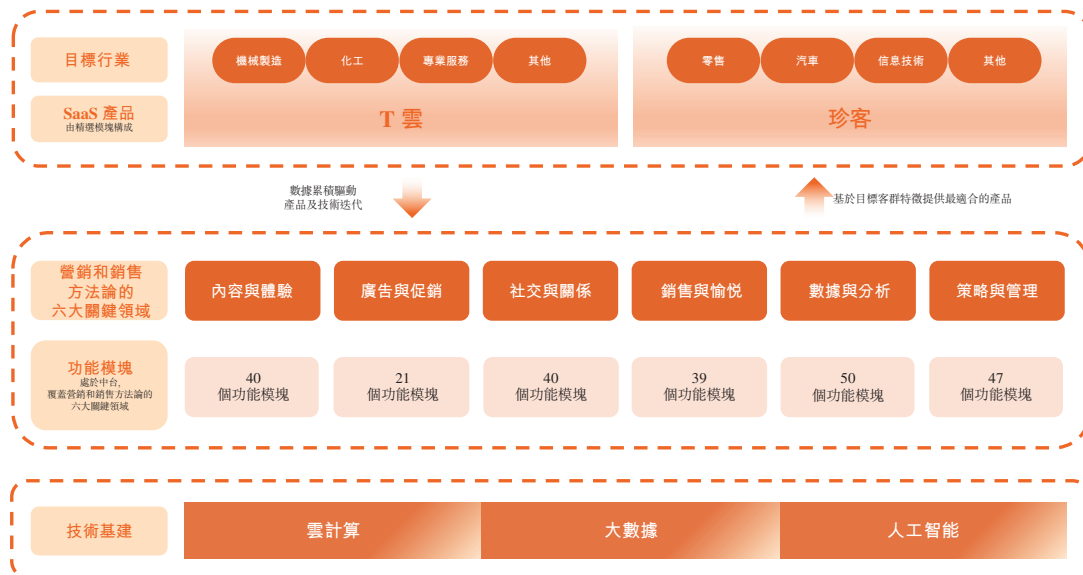 目標行業
機械製造
化工
專業服務
其他
零售
汽車
信息技術
其他
SaaS 產品
由精選模塊構成
T 雲
珍客
數據累積驅動
產品及技術迭代
基於目標客群特徵提供最適合的產品
營銷和銷售
方法論的
六大關鍵領域
內容與體驗
廣告與促銷
社交與關係
銷售與愉悅
數據與分析
策略與管理
功能模塊
處於中台,
覆蓋營銷和銷售方法論的
六大關鍵領域
40
個功能模塊
21
個功能模塊
40
個功能模塊
39
個功能模塊
50
個功能模塊
47
個功能模塊
技術基建
雲計算
大數據
人工智能